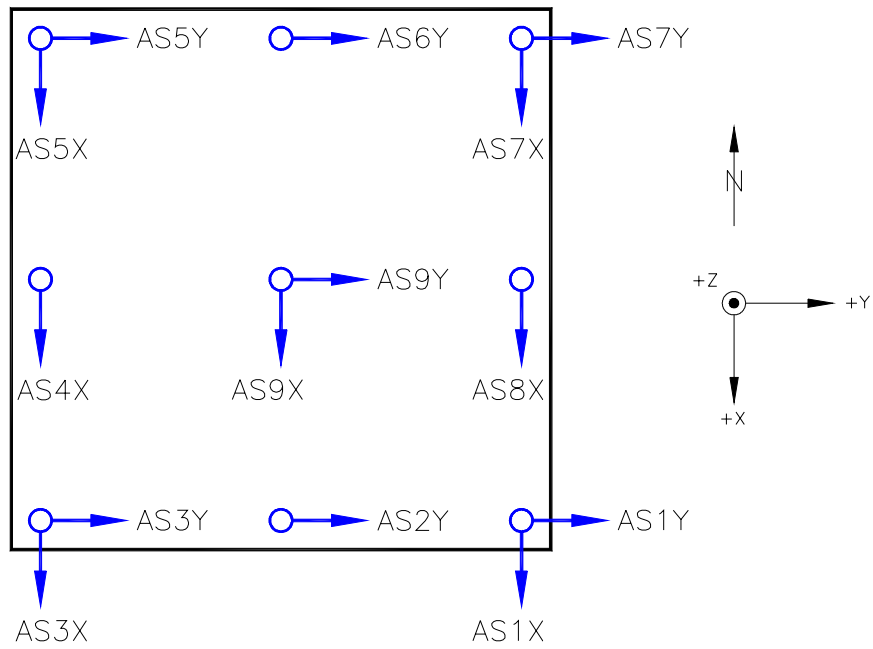 AS5Y
AS6Y
AS7Y
AS5X
AS7X
N
AS9Y
+Z
+Y
AS4X
AS9X
AS8X
+X
AS3Y
AS2Y
AS1Y
AS3X
AS1X